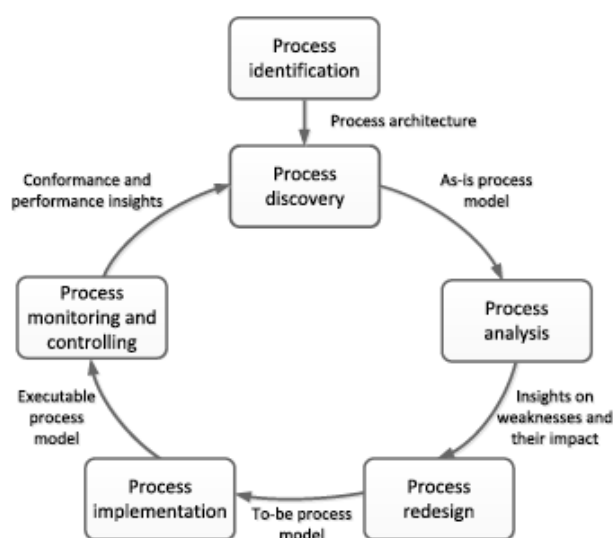 Process
identification
Process architecture
Process
discovery
As-is process
model
Process
analysis
Insights on
weaknesses and
their impact
Process
redesign
To-be process
model
Process
implementation
Executable
process
model
Process
monitoring and
controlling
Conformance and
performance insights